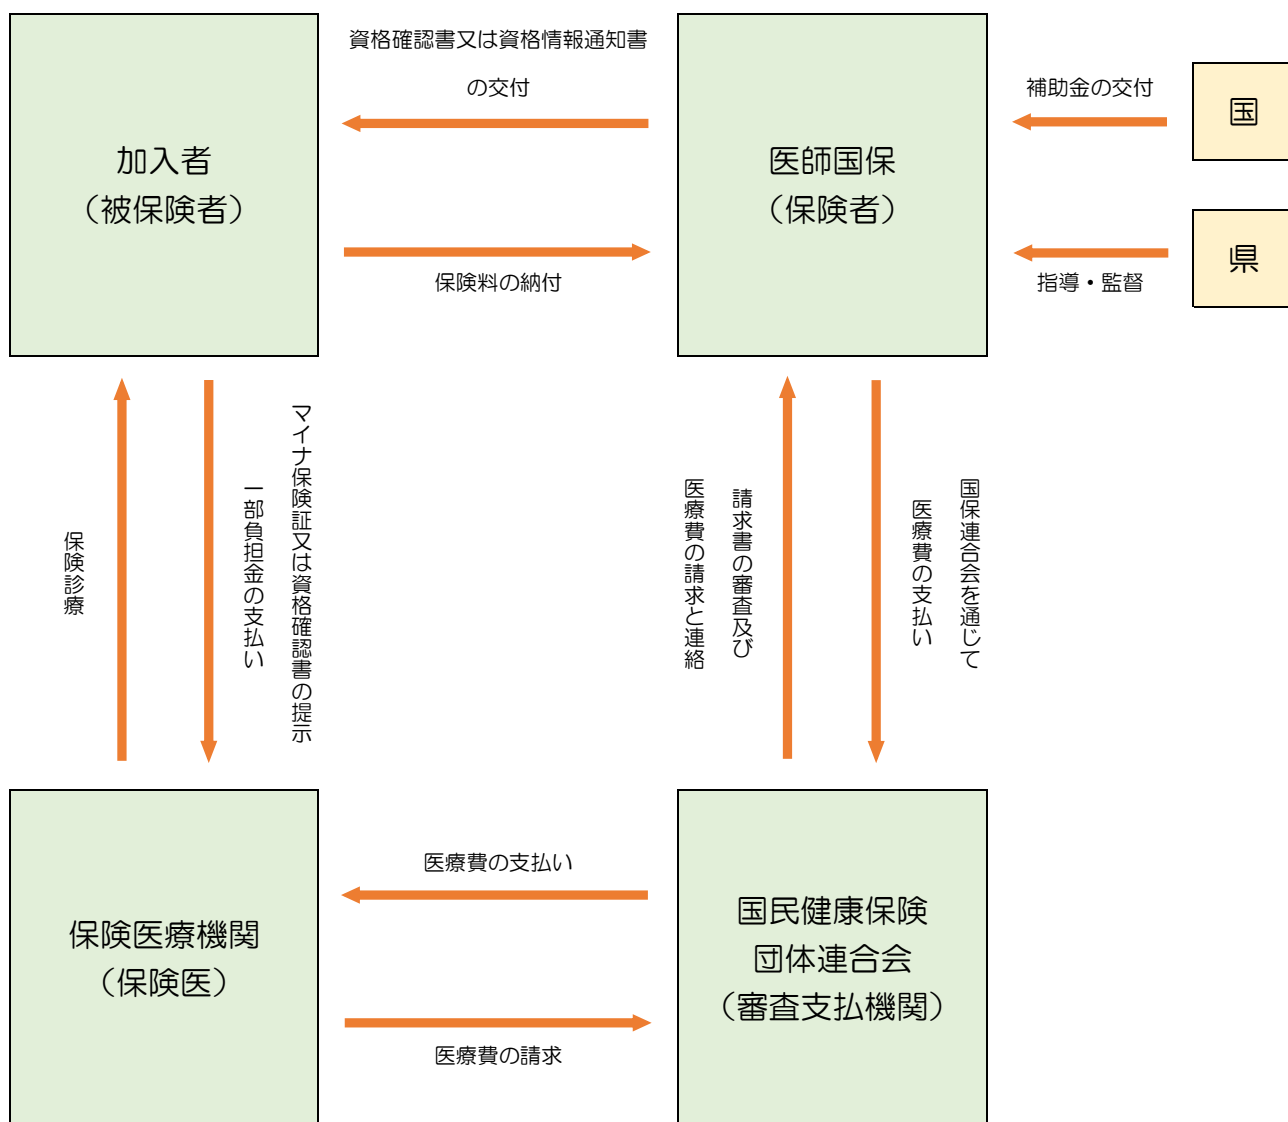 資格確認書又は資格情報通知書
の交付
補助金の交付
国
加入者
（被保険者）
医師国保
（保険者）
県
保険料の納付
指導・監督
マイナ保険証又は資格確認書の提示
一部負担金の支払い
保険診療
国保連合会を通じて
医療費の支払い
請求書の審査及び
医療費の請求と連絡
医療費の支払い
保険医療機関
（保険医）
国民健康保険
団体連合会
（審査支払機関）
医療費の請求